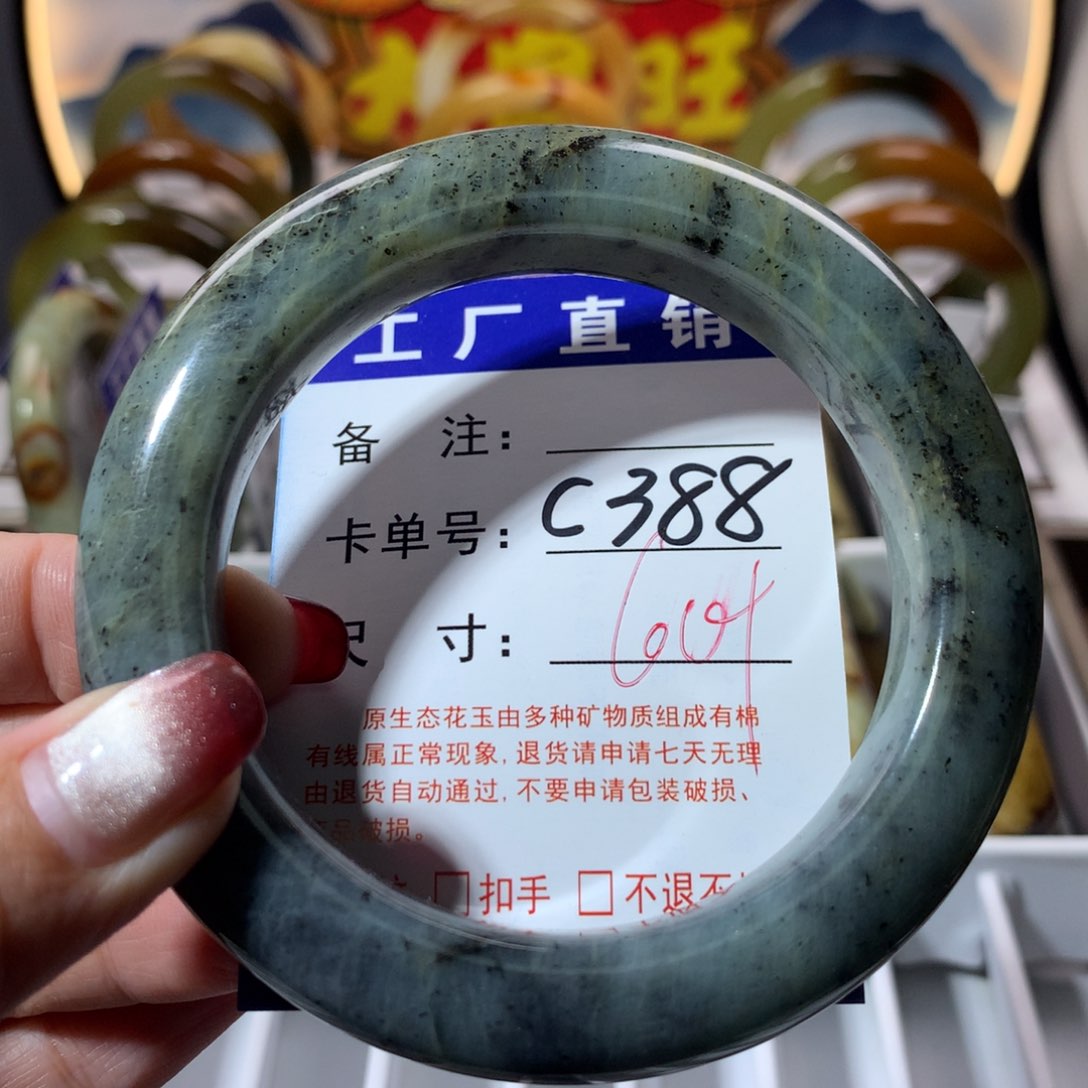 旺
工厂直销
备 注：
卡单号：C388
尺 寸：
原生态花玉由多种矿物质组成有棉
有线属正常现象，退货请申请七天无理
由退货自动通过，不要申请包装破损、
破损。
□扣手 □不退不